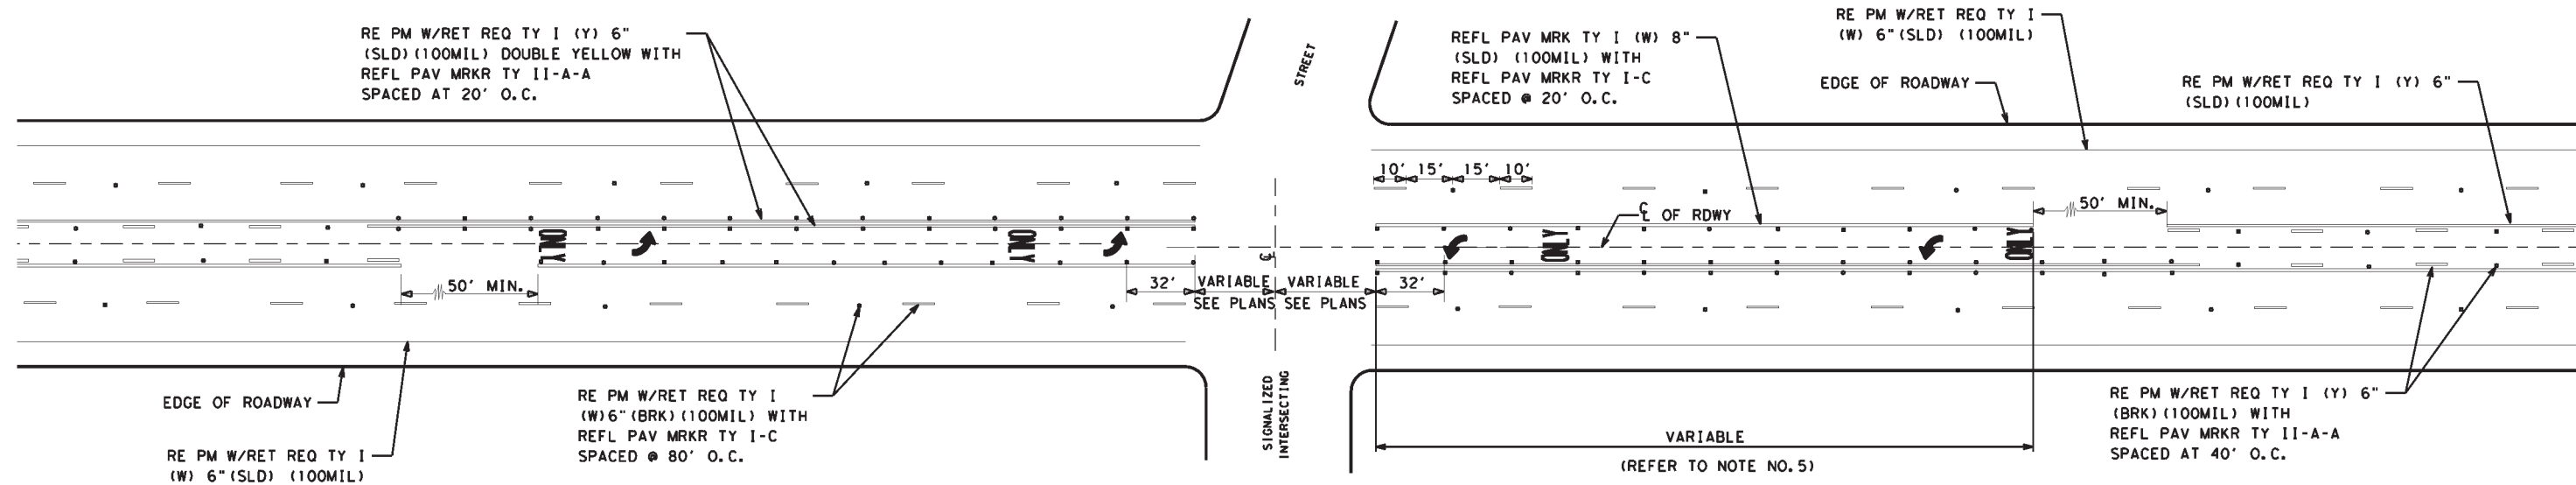 RE PM W/RET REQ TY I (Y) 6"
(SLD) (100MIL) DOUBLE YELLOW WITH
REFL PAV MRKR TY II-A-A
SPACED AT 20' O.C.
STREET
REFL PAV MRK TY I (W) 8"
(SLD) (100MIL) WITH
REFL PAV MRKR TY I-C
SPACED @ 20' O.C.
RE PM W/RET REQ TY I
(W) 6"(SLD) (100MIL)
EDGE OF ROADWAY
RE PM W/RET REQ TY I (Y) 6"
(SLD) (100MIL)
10' 15' 15' 10'
50' MIN.
℄ OF RDWY
ONLY
ONLY
ONLY
ONLY
℄
50' MIN.
32'
VARIABLE
SEE PLANS
VARIABLE
SEE PLANS
32'
EDGE OF ROADWAY
RE PM W/RET REQ TY I
(W) 6"(SLD) (100MIL)
RE PM W/RET REQ TY I
(W)6"(BRK)(100MIL) WITH
REFL PAV MRKR TY I-C
SPACED @ 80' O.C.
SIGNALIZED
INTERSECTING
VARIABLE
(REFER TO NOTE NO.5)
RE PM W/RET REQ TY I (Y) 6"
(BRK)(100MIL) WITH
REFL PAV MRKR TY II-A-A
SPACED AT 40' O.C.